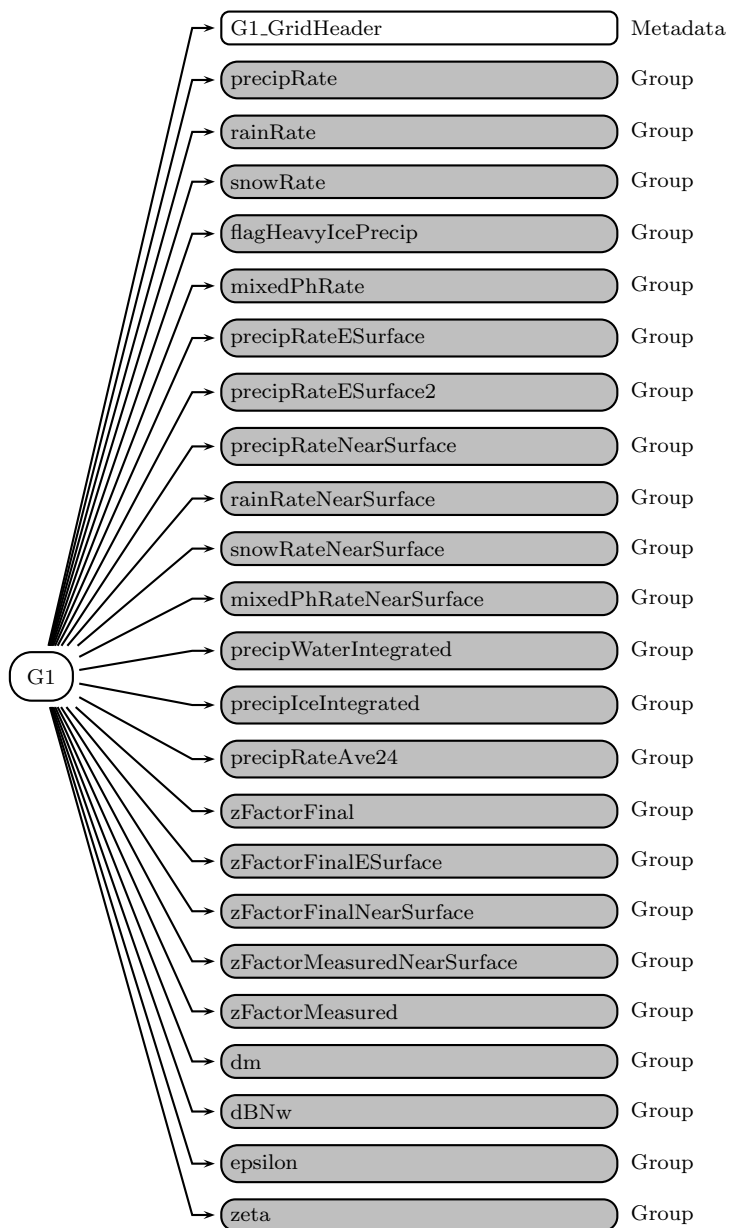 G1_GridHeader Metadata
precipRate Group
rainRate Group
snowRate Group
flagHeavyIcePrecip Group
mixedPhRate Group
precipRateESurface Group
precipRateESurface2 Group
precipRateNearSurface Group
rainRateNearSurface Group
snowRateNearSurface Group
mixedPhRateNearSurface Group
precipWaterIntegrated Group
G1
precipIceIntegrated Group
precipRateAve24 Group
zFactorFinal Group
zFactorFinalESurface Group
zFactorFinalNearSurface Group
zFactorMeasuredNearSurface Group
zFactorMeasured Group
dm Group
dBNw Group
epsilon Group
zeta Group